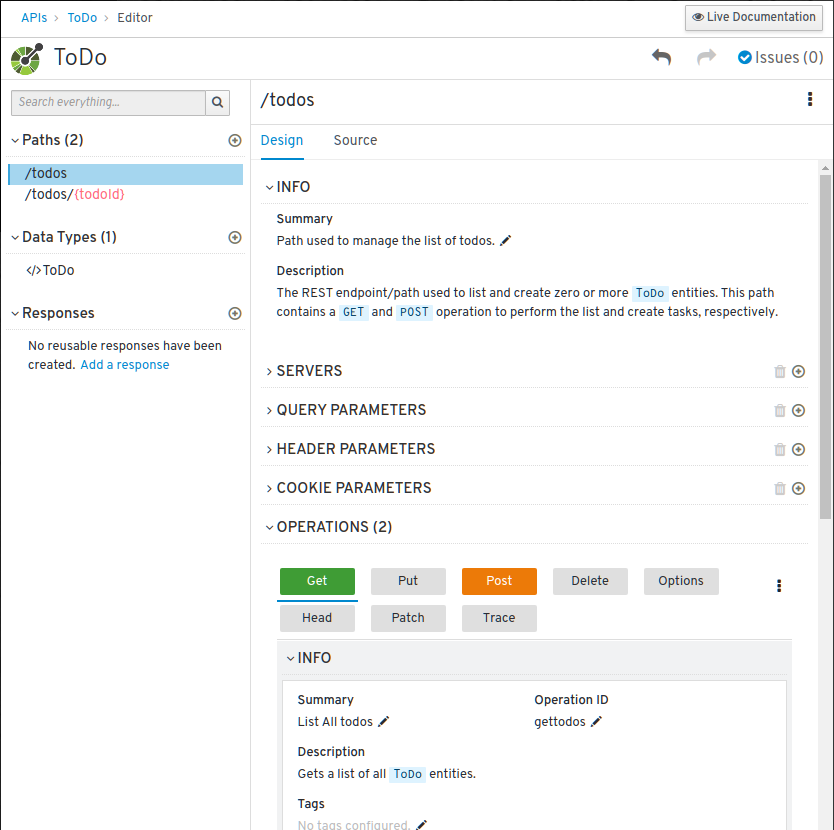 APIs > ToDo > Editor
Live Documentation
ToDo
Issues (0)
Search everything...
Paths (2)
/todos
/todos/{todoId}
Data Types (1)
</> ToDo
Responses
No reusable responses have been
created. Add a response
/todos
Design Source
INFO
Summary
Path used to manage the list of todos.
Description
The REST endpoint/path used to list and create zero or more ToDo entities. This path
contains a GET and POST operation to perform the list and create tasks, respectively.
SERVERS
QUERY PARAMETERS
HEADER PARAMETERS
COOKIE PARAMETERS
OPERATIONS (2)
Get Put Post Delete Options
Head Patch Trace
INFO
Summary Operation ID
List All todos gettodos
Description
Gets a list of all ToDo entities.
Tags
No tags configured.